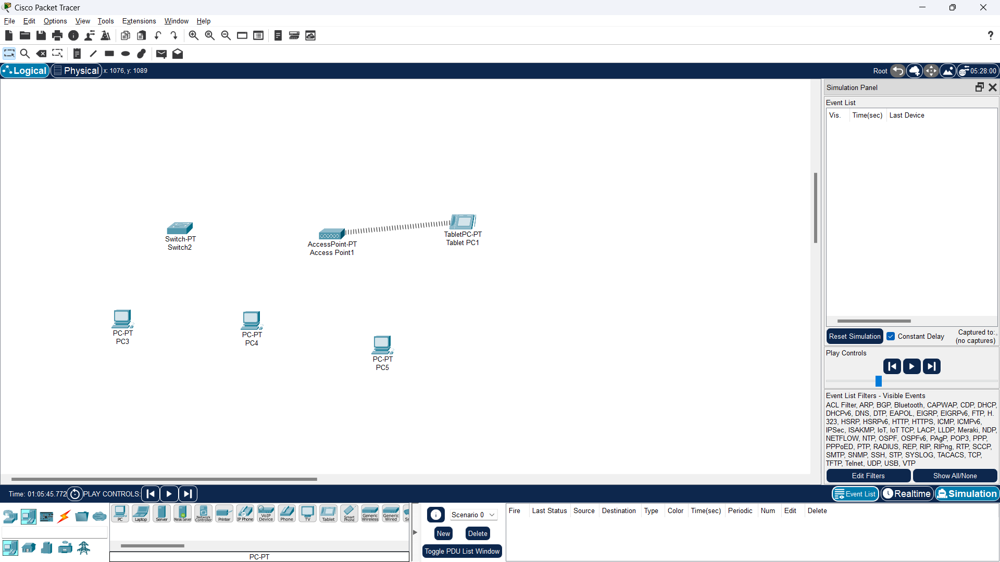 Cisco Packet Tracer
File Edit Options View Tools Extensions Window Help
Logical Physical x: 1076, y: 1089
Root 05:28:00
Simulation Panel
Event List
Vis. Time(sec) Last Device
Switch-PT
Switch2
AccessPoint-PT
Access Point1
TabletPC-PT
Tablet PC1
PC-PT
PC3
PC-PT
PC4
PC-PT
PC5
Reset Simulation Constant Delay Captured to:
(no captures)
Play Controls
Event List Filters - Visible Events
ACL Filter, ARP, BGP, Bluetooth, CAPWAP, CDP, DHCP,
DHCPv6, DNS, DTP, EAPOL, EIGRP, EIGRPv6, FTP, H.
323, HSRP, HSRPv6, HTTP, HTTPS, ICMP, ICMPv6,
IPSec, ISAKMP, IoT, IoT TCP, LACP, LLDP, Meraki, NDP,
NETFLOW, NTP, OSPF, OSPFv6, PAgP, POP3, PPP,
PPPoED, PTP, RADIUS, REP, RIP, RIPng, RTP, SCCP,
SMTP, SNMP, SSH, STP, SYSLOG, TACACS, TCP,
TFTP, Telnet, UDP, USB, VTP
Edit Filters Show All/None
Time: 01:05:45.772 PLAY CONTROLS:
Event List Realtime Simulation
PC Laptop Server Meraki Server Network Controller Printer IP Phone VoIP Device Phone TV Tablet Smart Phone Generic Wireless Generic Wired
PC-PT
Scenario 0
New Delete
Toggle PDU List Window
Fire Last Status Source Destination Type Color Time(sec) Periodic Num Edit Delete